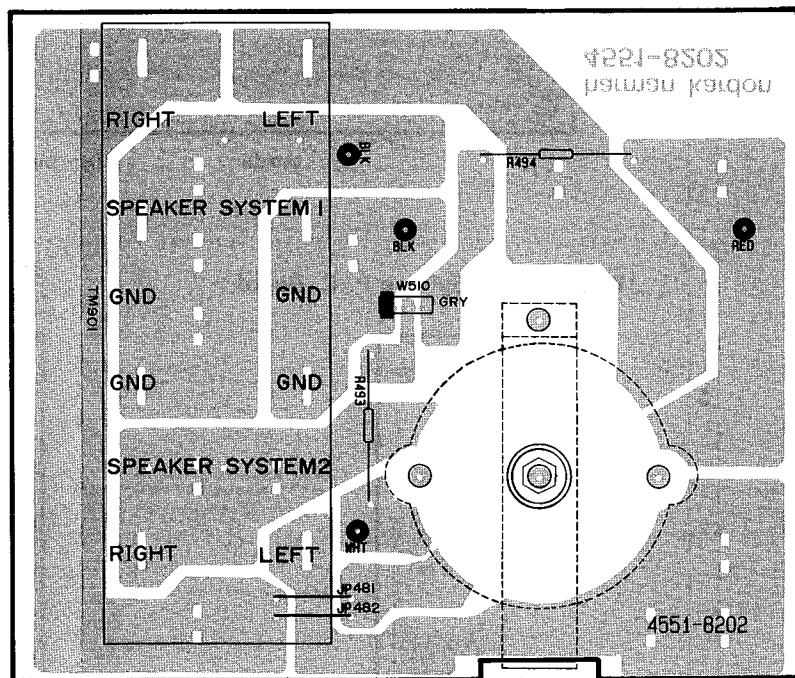 4551-8202
harman kardon
RIGHT LEFT
BLK
R494
SPEAKER SYSTEM 1
BLK
RED
TM901
GND GND
W510
GRY
GND GND
R493
SPEAKER SYSTEM2
WHT
RIGHT LEFT
JP481
JP482
4551-8202